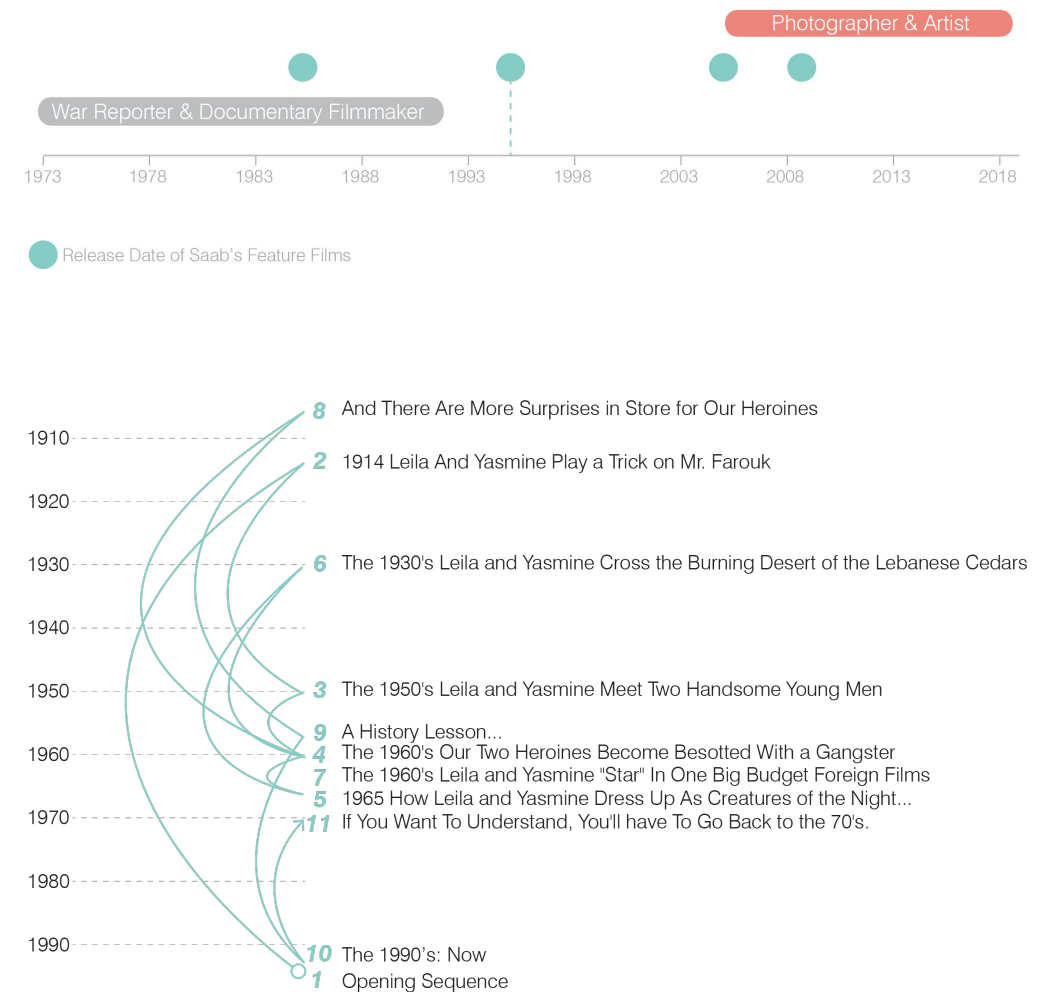 Photographer & Artist
War Reporter & Documentary Filmmaker
1973 1978 1983 1988 1993 1998 2003 2008 2013 2018
Release Date of Saab's Feature Films
8 And There Are More Surprises in Store for Our Heroines
1910
2 1914 Leila And Yasmine Play a Trick on Mr. Farouk
1920
1930 6 The 1930's Leila and Yasmine Cross the Burning Desert of the Lebanese Cedars
1940
1950 3 The 1950's Leila and Yasmine Meet Two Handsome Young Men
9 A History Lesson...
1960 4 The 1960's Our Two Heroines Become Besotted With a Gangster
7 The 1960's Leila and Yasmine "Star" In One Big Budget Foreign Films
5 1965 How Leila and Yasmine Dress Up As Creatures of the Night...
1970 11 If You Want To Understand, You'll have To Go Back to the 70's.
1980
1990 10 The 1990’s: Now
1 Opening Sequence